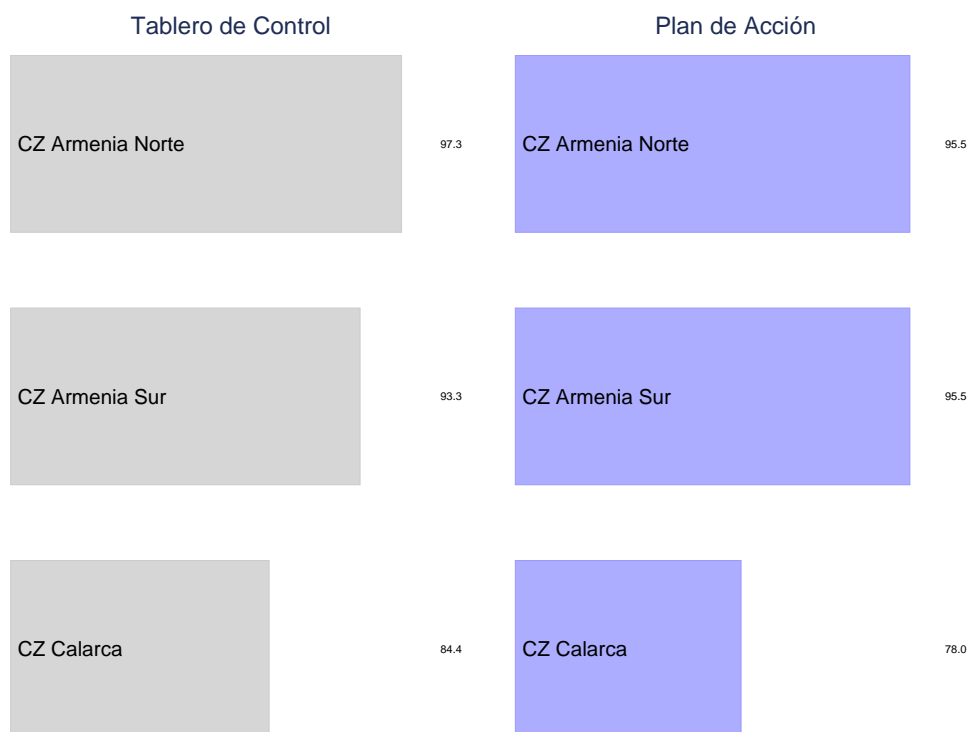 Tablero de Control
Plan de Acción
CZ Armenia Norte
97.3
CZ Armenia Norte
95.5
CZ Armenia Sur
93.3
CZ Armenia Sur
95.5
CZ Calarca
84.4
CZ Calarca
78.0